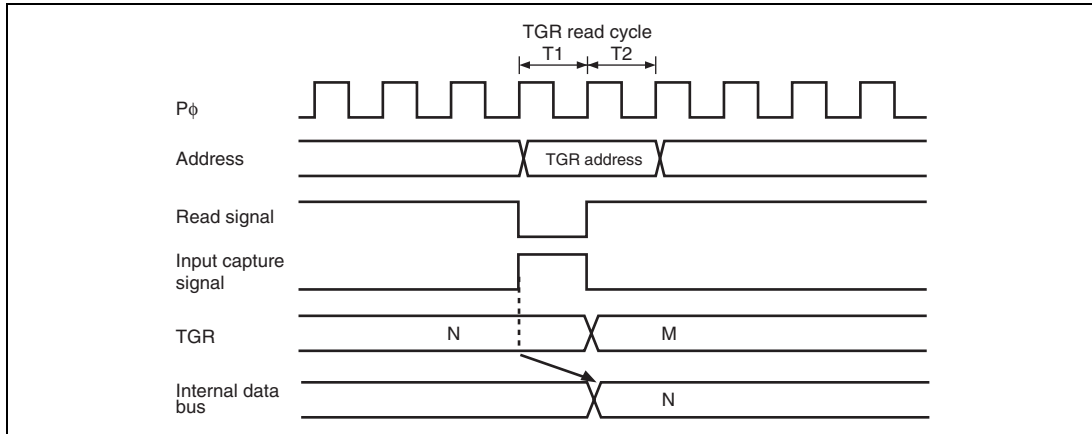 TGR read cycle
T1 T2
Pϕ
Address
TGR address
Read signal
Input capture
signal
TGR
N
M
Internal data
bus
N